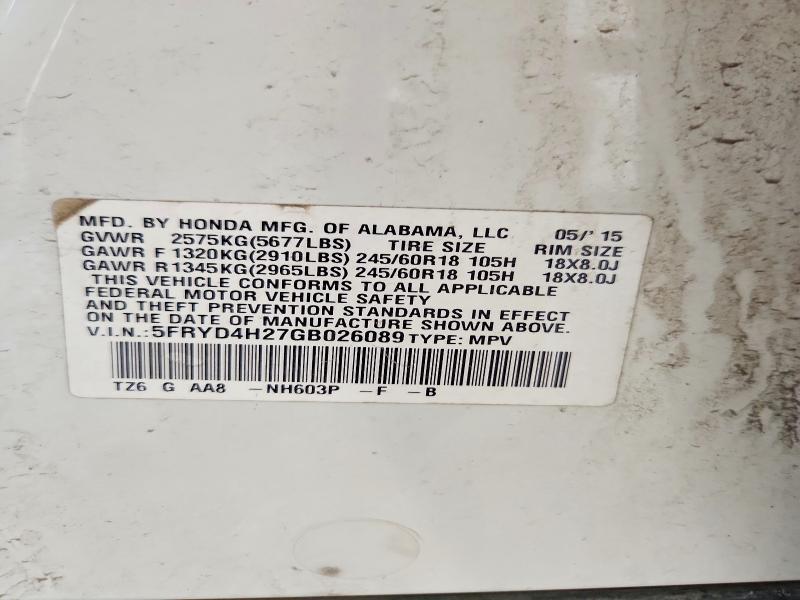 MFD. BY HONDA MFG. OF ALABAMA, LLC 05/' 15
GVWR 2575KG(5677LBS) TIRE SIZE RIM SIZE
GAWR F 1320KG(2910LBS) 245/60R18 105H 18X8.0J
GAWR R 1345KG(2965LBS) 245/60R18 105H 18X8.0J
THIS VEHICLE CONFORMS TO ALL APPLICABLE
FEDERAL MOTOR VEHICLE SAFETY
AND THEFT PREVENTION STANDARDS IN EFFECT
ON THE DATE OF MANUFACTURE SHOWN ABOVE.
V.I.N.: 5FRYD4H27GB026089 TYPE: MPV
TZ6 G AA8 -NH603P -F -B